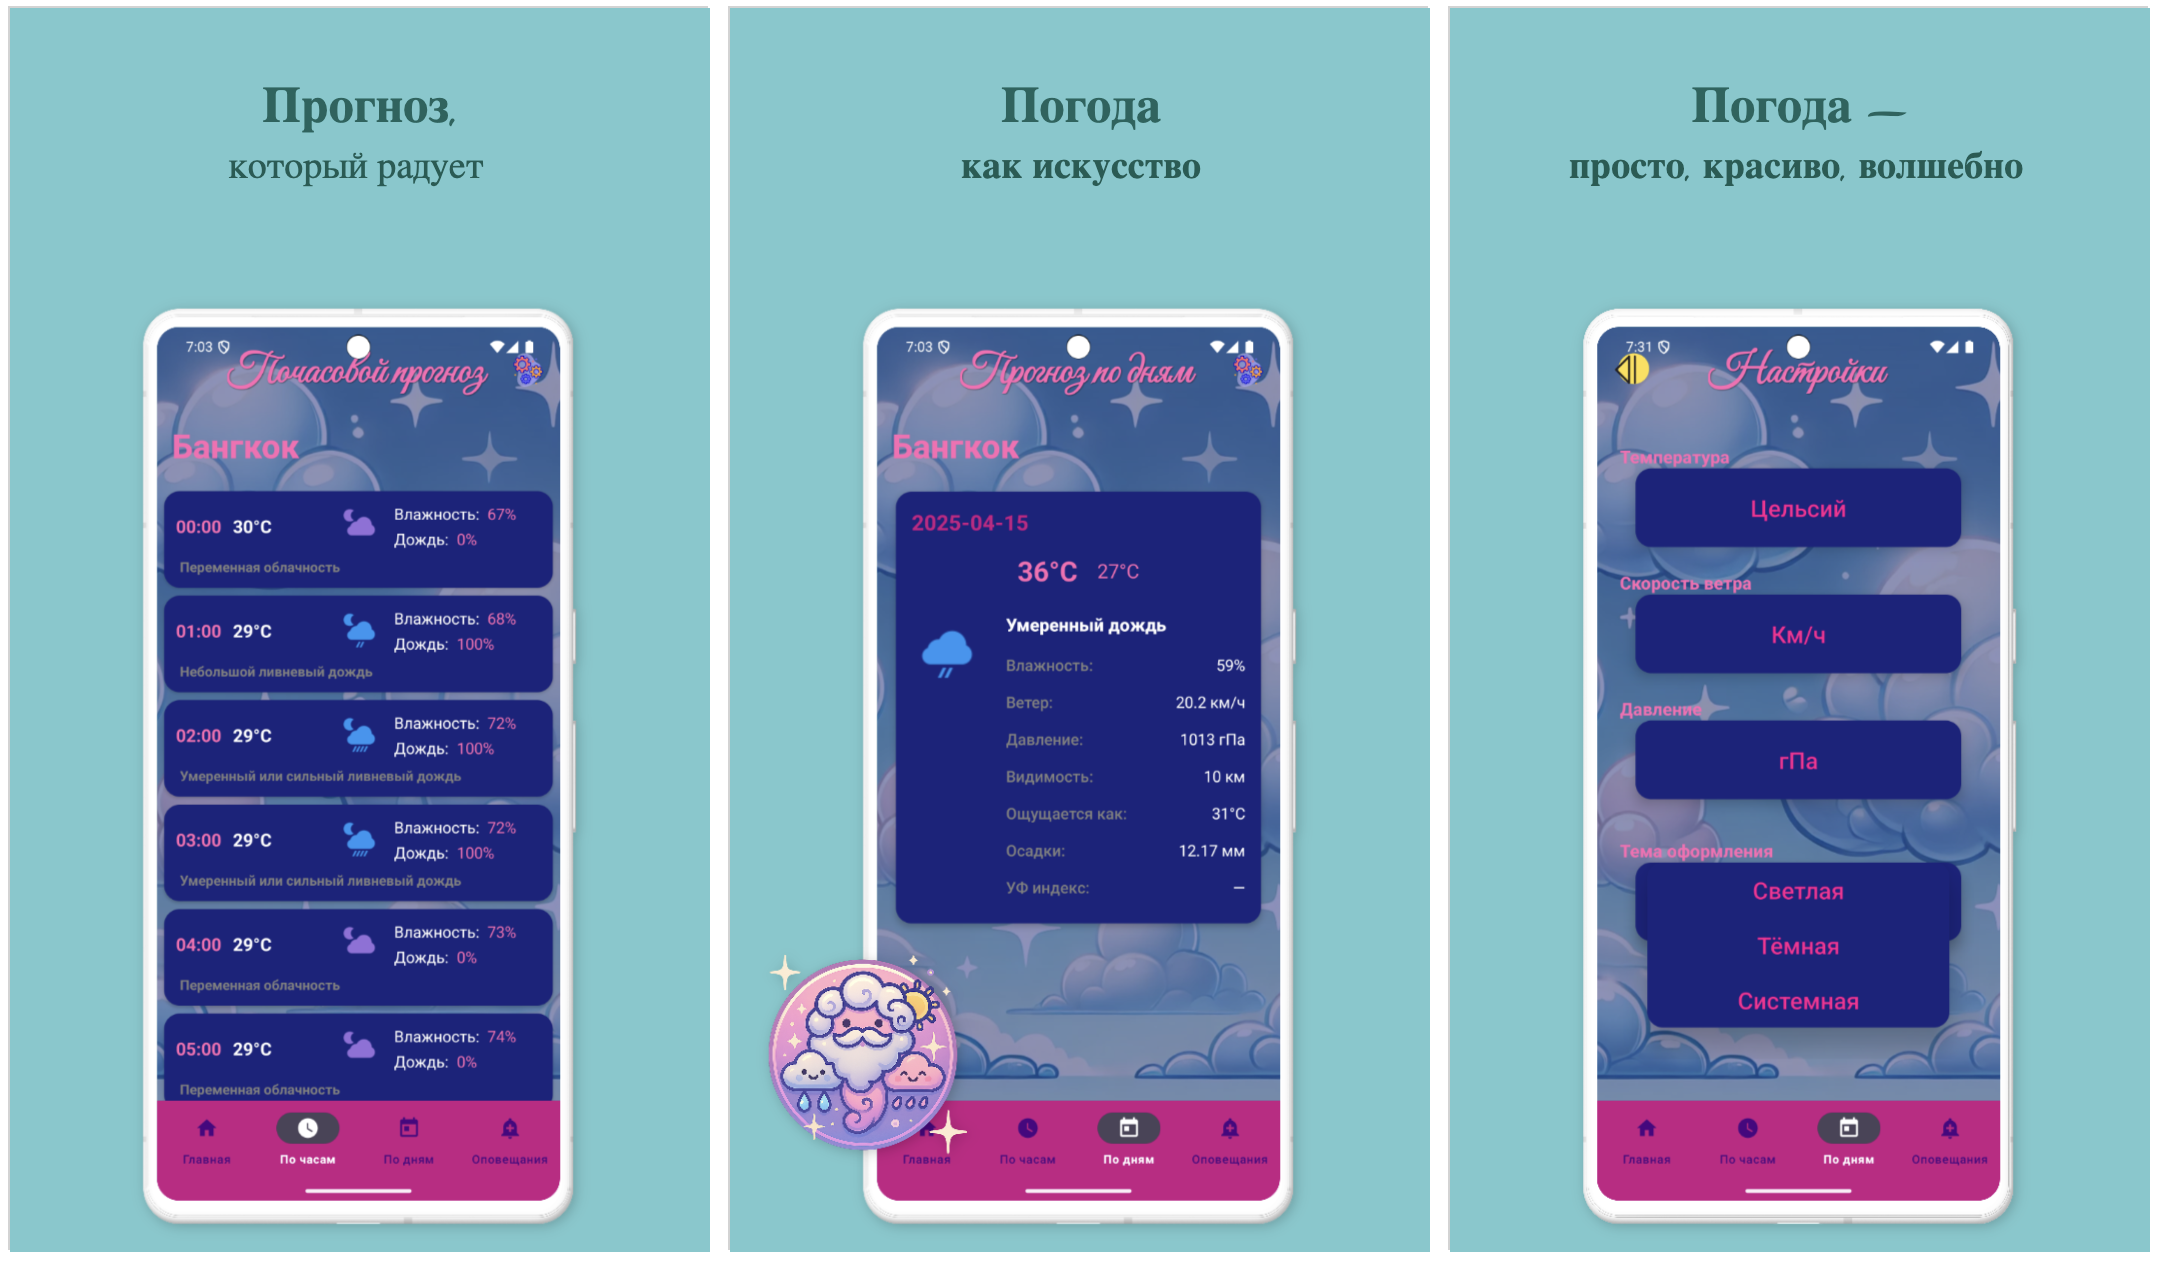 Прогноз,
который радует
7:03
Почасовой прогноз
Бангкок
00:00 30°C Влажность: 67%
Дождь: 0%
Переменная облачность
01:00 29°C Влажность: 68%
Дождь: 100%
Небольшой ливневый дождь
02:00 29°C Влажность: 72%
Дождь: 100%
Умеренный или сильный ливневый дождь
03:00 29°C Влажность: 72%
Дождь: 100%
Умеренный или сильный ливневый дождь
04:00 29°C Влажность: 73%
Дождь: 0%
Переменная облачность
05:00 29°C Влажность: 74%
Дождь: 0%
Переменная облачность
Главная По часам По дням Оповещания
Погода
как искусство
7:03
Прогноз по дням
Бангкок
2025-04-15
36°C 27°C
Умеренный дождь
Влажность: 59%
Ветер: 20.2 км/ч
Давление: 1013 гПа
Видимость: 10 км
Ощущается как: 31°C
Осадки: 12.17 мм
УФ индекс: —
Главная По часам По дням Оповещания
Погода —
просто, красиво, волшебно
7:31
Настройки
Температура
Цельсий
Скорость ветра
Км/ч
Давление
гПа
Тема оформления
Светлая
Тёмная
Системная
Главная По часам По дням Оповещания